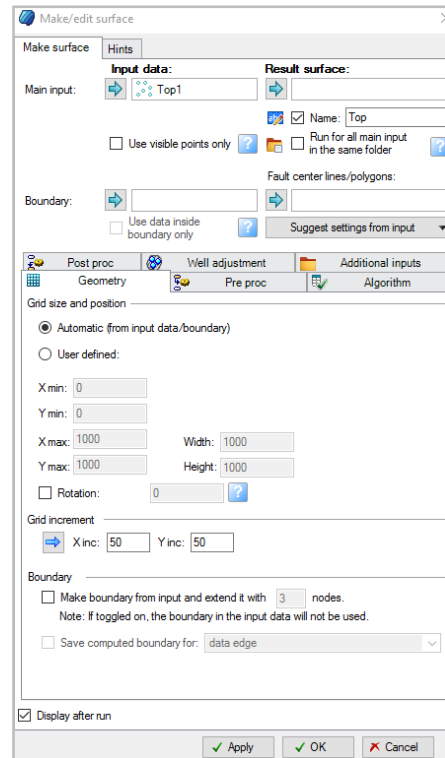 Make/edit surface
Make surface Hints
Input data: Result surface:
Main input: Top1
Name: Top
Use visible points only ? Run for all main input
in the same folder ?
Fault center lines/polygons:
Boundary:
Use data inside
boundary only ? Suggest settings from input
Post proc Well adjustment Additional inputs
Geometry Pre proc Algorithm
Grid size and position
Automatic (from input data/boundary)
User defined:
X min: 0
Y min: 0
X max: 1000 Width: 1000
Y max: 1000 Height: 1000
Rotation: 0 ?
Grid increment
X inc: 50 Y inc: 50
Boundary
Make boundary from input and extend it with 3 nodes.
Note: If toggled on, the boundary in the input data will not be used.
Save computed boundary for: data edge
Display after run
Apply OK Cancel